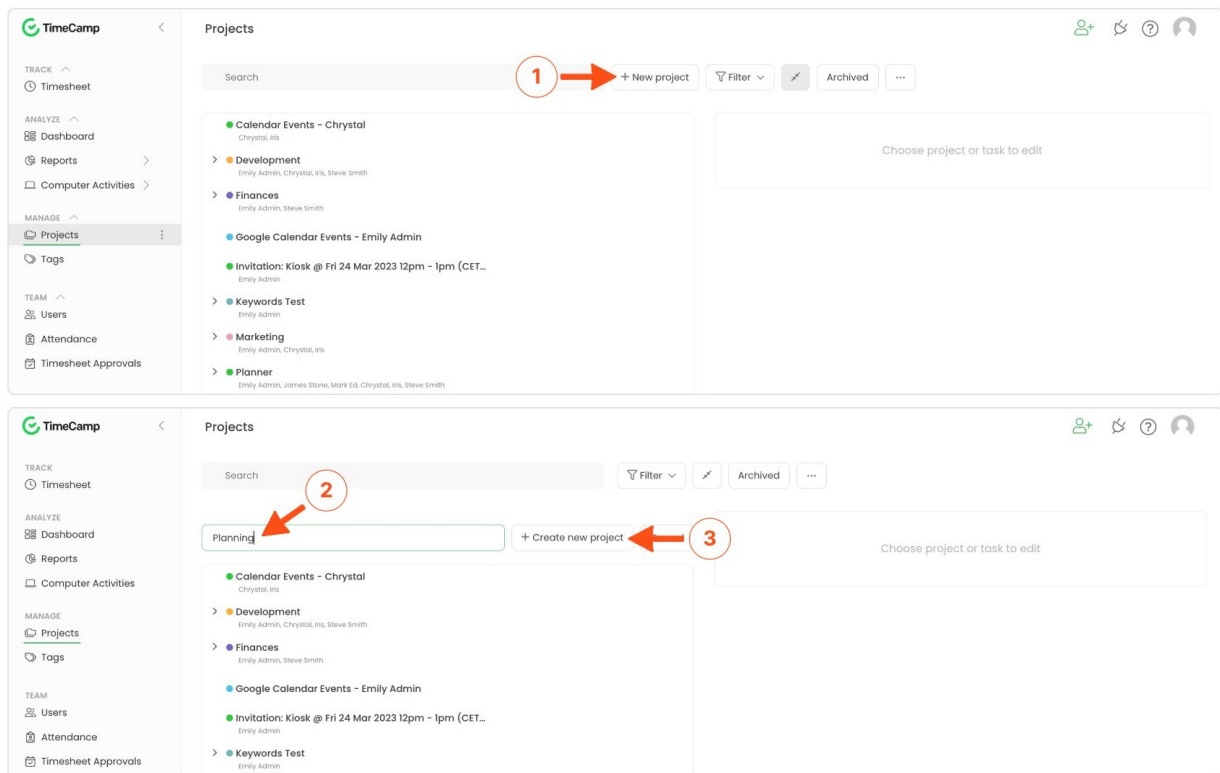 TimeCamp
Projects
TRACK
Timesheet
Search
1
+ New project
Filter
Archived
...
ANALYZE
Dashboard
Reports
Computer Activities
MANAGE
Projects
Tags
TEAM
Users
Attendance
Timesheet Approvals
Calendar Events - Chrystal
Chrystal, Iris
Development
Emily Admin, Chrystal, Iris, Steve Smith
Finances
Emily Admin, Steve Smith
Google Calendar Events - Emily Admin
Invitation: Kiosk @ Fri 24 Mar 2023 12pm - 1pm (CET...
Emily Admin
Keywords Test
Emily Admin
Marketing
Emily Admin, Chrystal, Iris
Planner
Emily Admin, James Stone, Mark Ed, Chrystal, Iris, Steve Smith
Choose project or task to edit
TimeCamp
Projects
TRACK
Timesheet
ANALYZE
Dashboard
Reports
Computer Activities
MANAGE
Projects
Tags
TEAM
Users
Attendance
Timesheet Approvals
Search
Filter
Archived
...
2
Planning
+ Create new project
3
Calendar Events - Chrystal
Chrystal, Iris
Development
Emily Admin, Chrystal, Iris, Steve Smith
Finances
Emily Admin, Steve Smith
Google Calendar Events - Emily Admin
Invitation: Kiosk @ Fri 24 Mar 2023 12pm - 1pm (CET...
Emily Admin
Keywords Test
Emily Admin
Choose project or task to edit